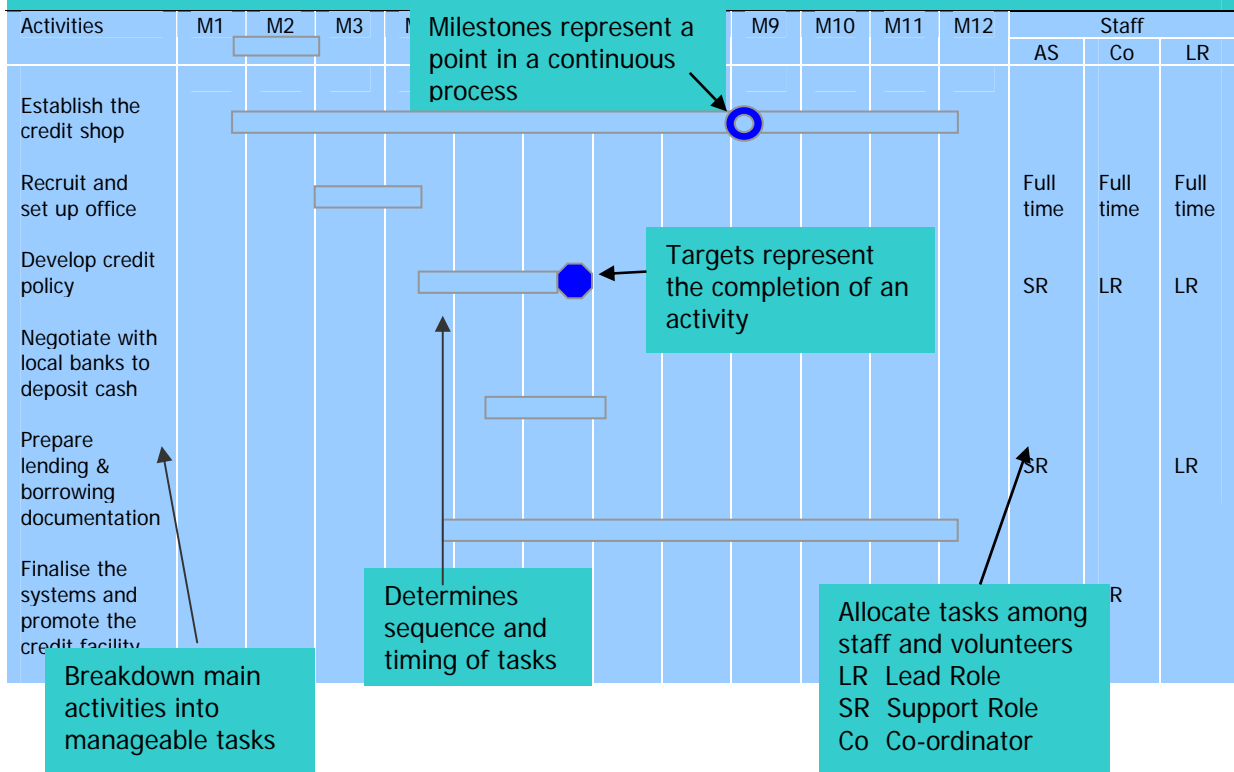 Activities M1 M2 M3 M9 M10 M11 M12 Staff
AS Co LR
Milestones represent a
point in a continuous
process
Establish the
credit shop
Recruit and
set up office
Full Full Full
time time time
Develop credit
policy
SR LR LR
Targets represent
the completion of an
activity
Negotiate with
local banks to
deposit cash
Prepare
lending &
borrowing
documentation
SR LR
Finalise the
systems and
promote the
credit facility
R
Determines
sequence and
timing of tasks
Breakdown main
activities into
manageable tasks
Allocate tasks among
staff and volunteers
LR Lead Role
SR Support Role
Co Co-ordinator